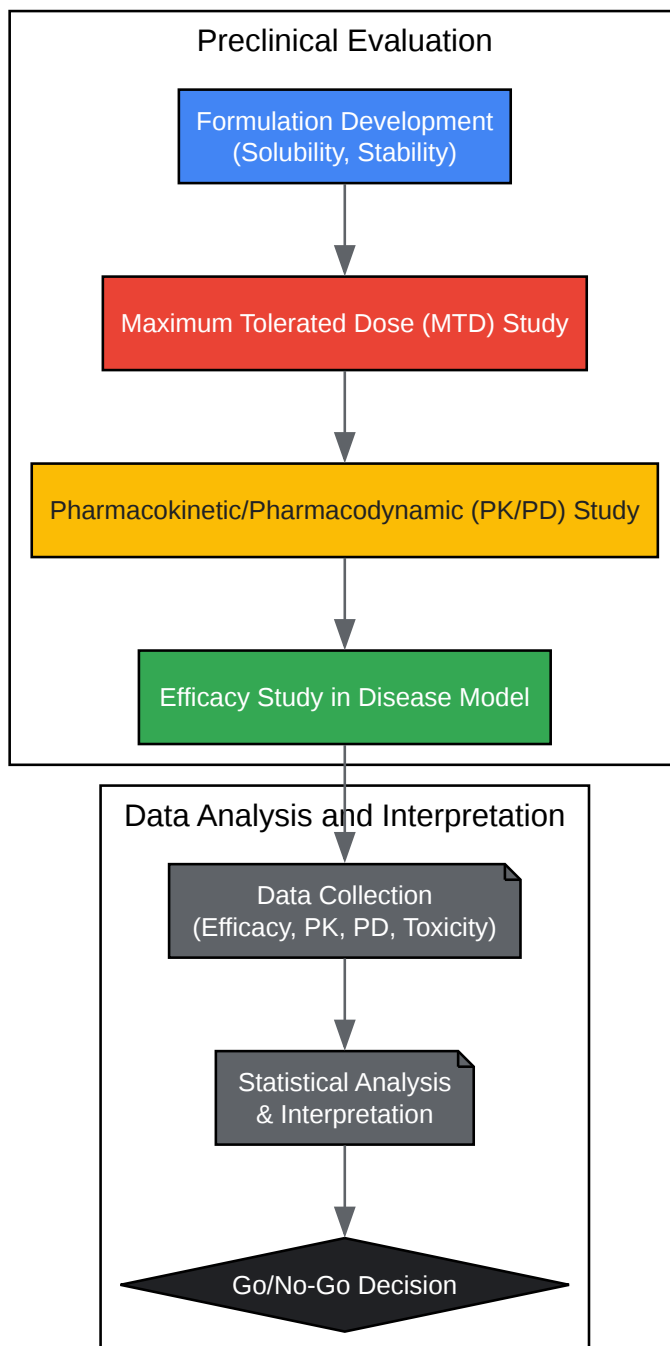 Preclinical Evaluation
Formulation Development
(Solubility, Stability)
Maximum Tolerated Dose (MTD) Study
Pharmacokinetic/Pharmacodynamic (PK/PD) Study
Efficacy Study in Disease Model
Data Analysis and Interpretation
Data Collection
(Efficacy, PK, PD, Toxicity)
Statistical Analysis
& Interpretation
Go/No-Go Decision